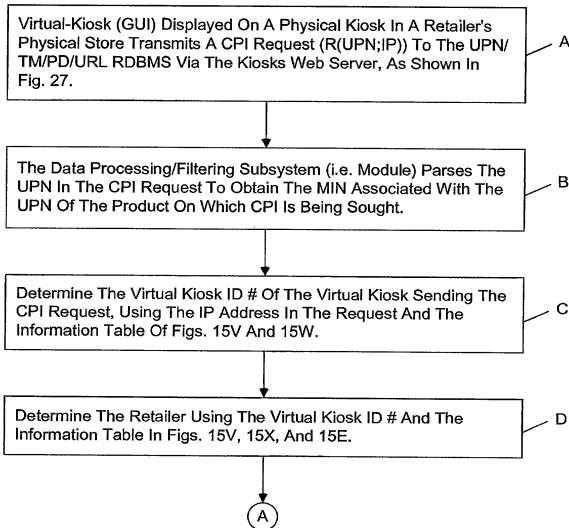 Virtual-Kiosk (GUI) Displayed On A Physical Kiosk In A Retailer's
Physical Store Transmits A CPI Request (R(UPN;IP)) To The UPN/
TM/PD/URL RDBMS Via The Kiosks Web Server, As Shown In
Fig. 27.
A
The Data Processing/Filtering Subsystem (i.e. Module) Parses The
UPN In The CPI Request To Obtain The MIN Associated With The
UPN Of The Product On Which CPI Is Being Sought.
B
Determine The Virtual Kiosk ID # Of The Virtual Kiosk Sending The
CPI Request, Using The IP Address In The Request And The
Information Table Of Figs. 15V And 15W.
C
Determine The Retailer Using The Virtual Kiosk ID # And The
Information Table In Figs. 15V, 15X, And 15E.
D
A